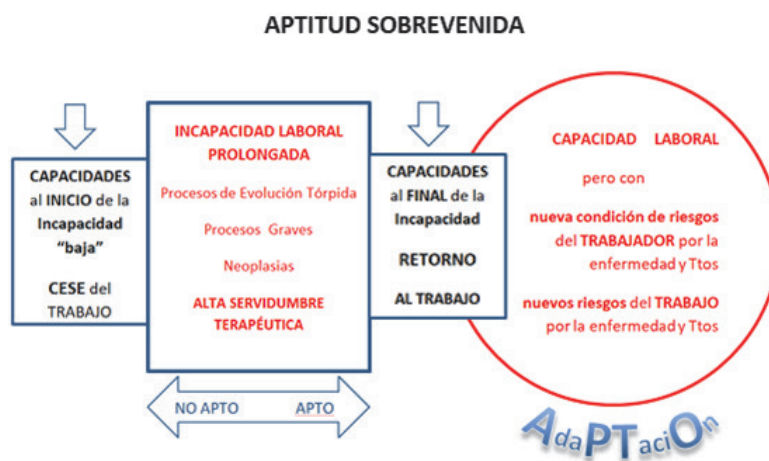 APTITUD SOBREVENIDA
CAPACIDADES
al INICIO de la
Incapacidad
“baja”
CESE del
TRABAJO
INCAPACIDAD LABORAL
PROLONGADA
Procesos de Evolución Tórpida
Procesos Graves
Neoplasias
ALTA SERVIDUMBRE
TERAPÉUTICA
CAPACIDADES
al FINAL de la
Incapacidad
RETORNO
AL TRABAJO
CAPACIDAD LABORAL
pero con
nueva condición de riesgos
del TRABAJADOR por la
enfermedad y Ttos
nuevos riesgos del TRABAJO
por la enfermedad y Ttos
NO APTO APTO
AdaPTaciOn